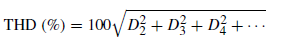 THD (%) = 100√(D₂² + D₃² + D₄² + ···